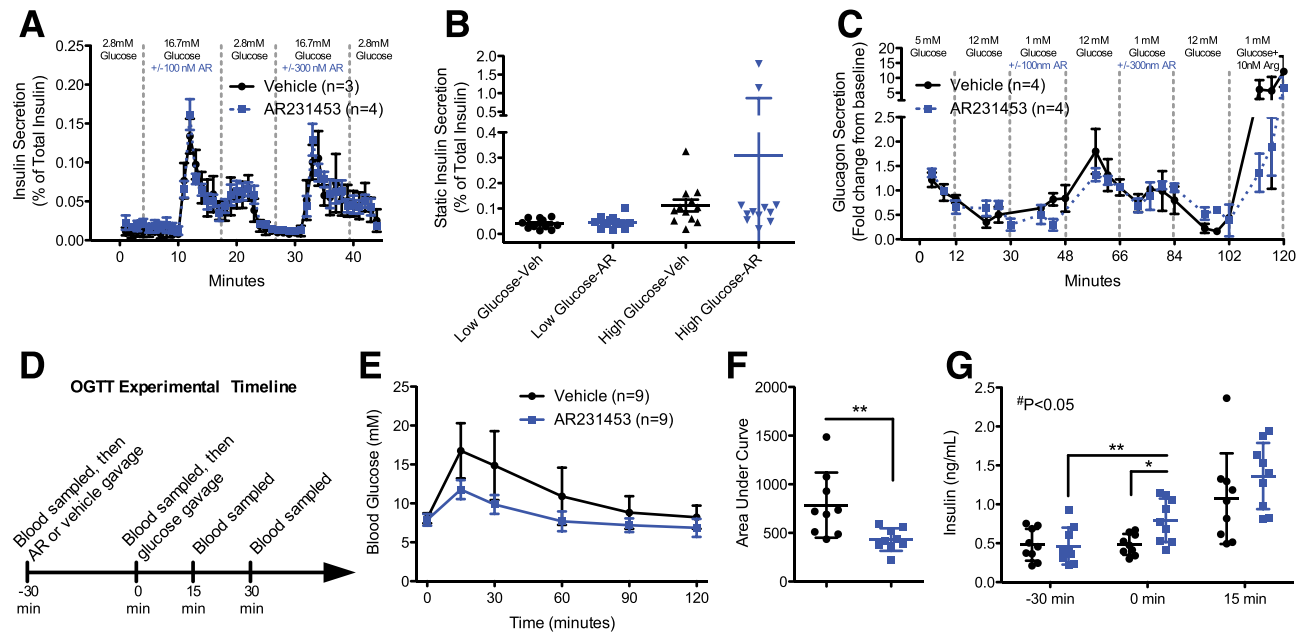 A
2.8mM
Glucose
16.7mM
Glucose
+/-100 nM AR
2.8mM
Glucose
16.7mM
Glucose
+/-300 nM AR
2.8mM
Glucose
Vehicle (n=3)
AR231453 (n=4)
Insulin Secretion
(% of Total Insulin)
0.25
0.20
0.15
0.10
0.05
0.00
0
10
20
30
40
Minutes
B
Static Insulin Secretion
(% of Total Insulin)
2.0
1.5
1.0
0.5
0.4
0.3
0.2
0.1
0.0
Low Glucose-Veh
Low Glucose-AR
High Glucose-Veh
High Glucose-AR
C
5 mM
Glucose
12 mM
Glucose
1 mM
Glucose
+/-100nm AR
12 mM
Glucose
1 mM
Glucose
+/-300nm AR
12 mM
Glucose
1 mM
Glucose+
10nM Arg
Vehicle (n=4)
AR231453 (n=4)
Glucagon Secretion
(Fold change from baseline)
20
15
10
5
2.5
2.0
1.5
1.0
0.5
0.0
0
12
30
48
66
84
102
120
Minutes
D
OGTT Experimental Timeline
Blood sampled, then
AR or vehicle gavage
Blood sampled, then
glucose gavage
Blood sampled
Blood sampled
-30
min
0
min
15
min
30
min
E
Vehicle (n=9)
AR231453 (n=9)
Blood Glucose (mM)
25
20
15
10
5
0
0
30
60
90
120
Time (minutes)
F
Area Under Curve
2000
1500
1000
500
0
**
G
#P<0.05
Insulin (ng/mL)
2.5
2.0
1.5
1.0
0.5
0.0
**
*
-30 min
0 min
15 min